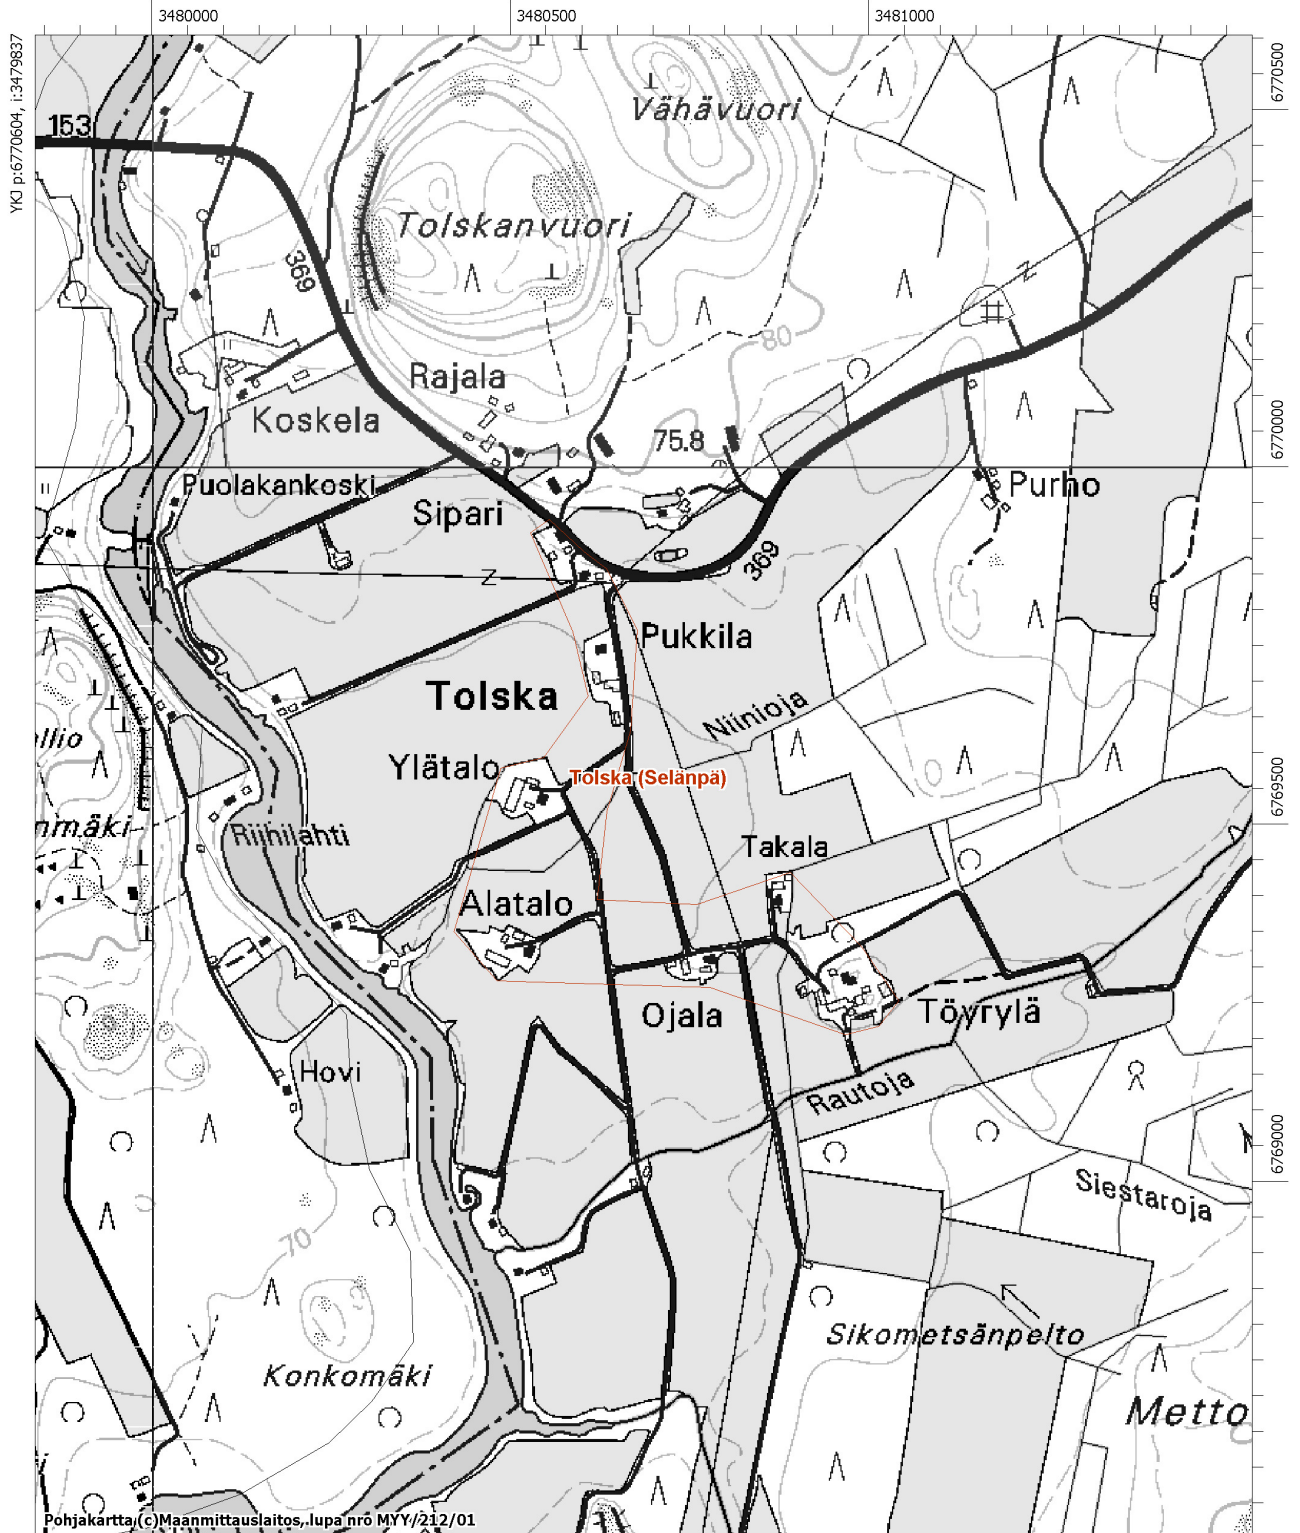 3480000
3480500
3481000
YKJ p:6770604, i:3479837
6770500
Vähävuori
153
Tolskanvuori
369
80
Rajala
Koskela
75.8
6770000
Puolakankoski
Purho
Sipari
369
Z
Z
Pukkila
Tolska
Niinioja
llio
Ylätalo
Tolska (Selänpä)
6769500
nmäki
Riihilahti
Takala
Alatalo
Ojala
Töyrylä
Hovi
Rautoja
6769000
Siestaroja
70
Sikometsänpelto
Konkomäki
Metto
Pohjakartta (c)Maanmittauslaitos, lupa nro MYY/212/01